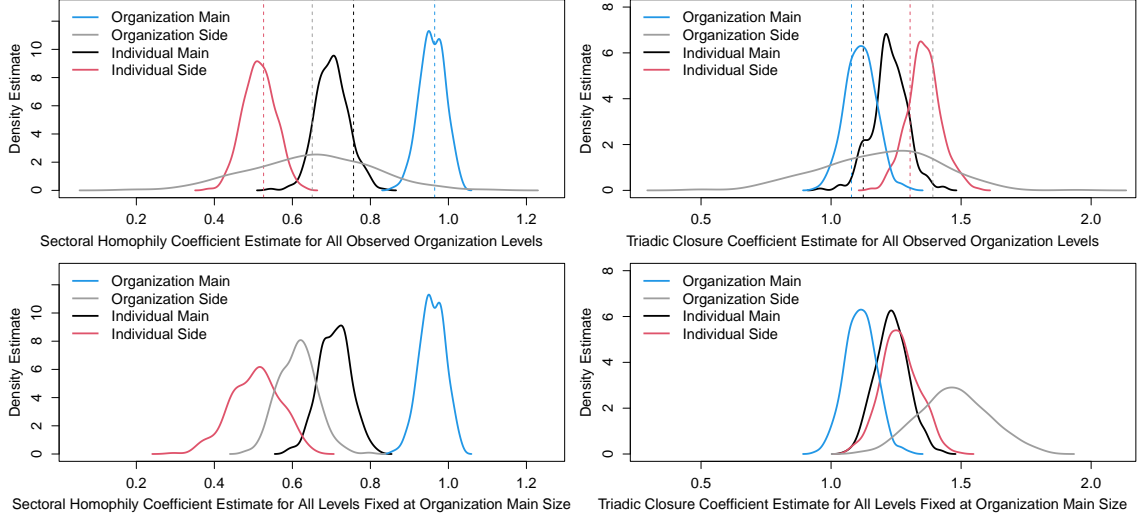 Organization Main
Organization Side
Individual Main
Individual Side
Density Estimate
0 2 4 6 8 10
0.2 0.4 0.6 0.8 1.0 1.2
Sectoral Homophily Coefficient Estimate for All Observed Organization Levels
Organization Main
Organization Side
Individual Main
Individual Side
Density Estimate
0 2 4 6 8
0.5 1.0 1.5 2.0
Triadic Closure Coefficient Estimate for All Observed Organization Levels
Organization Main
Organization Side
Individual Main
Individual Side
Density Estimate
0 2 4 6 8 10
0.2 0.4 0.6 0.8 1.0 1.2
Sectoral Homophily Coefficient Estimate for All Levels Fixed at Organization Main Size
Organization Main
Organization Side
Individual Main
Individual Side
Density Estimate
0 2 4 6 8
0.5 1.0 1.5 2.0
Triadic Closure Coefficient Estimate for All Levels Fixed at Organization Main Size